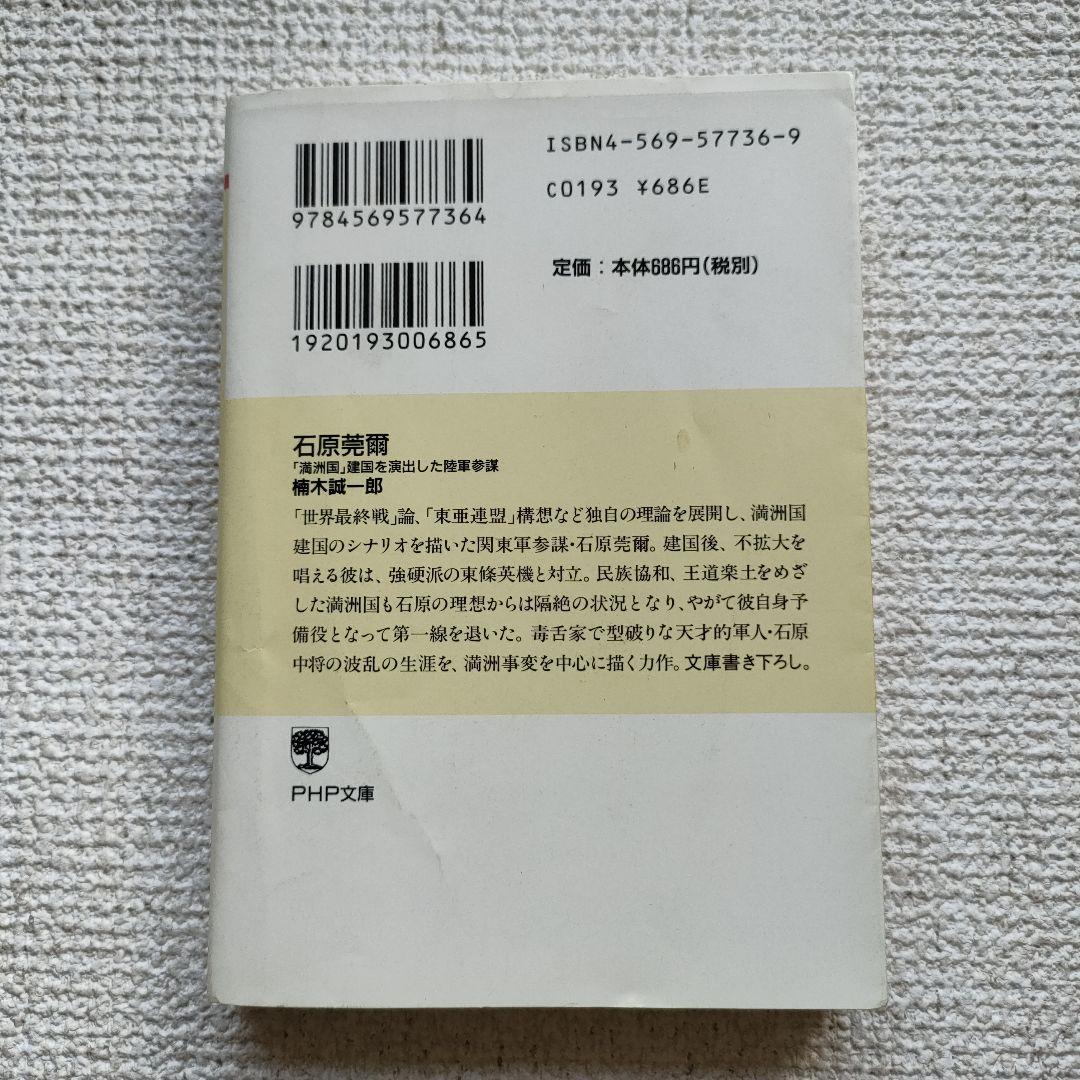 ISBN4-569-57736-9
C0193 ¥686E
9784569577364
定価：本体686円(税別)
1920193006865
石原莞爾
「満洲国」建国を演出した陸軍参謀
楠木誠一郎
「世界最終戦」論、「東亜連盟」構想など独自の理論を展開し、満洲国
建国のシナリオを描いた関東軍参謀・石原莞爾。建国後、不拡大を
唱える彼は、強硬派の東條英機と対立。民族協和、王道楽土をめざ
した満洲国も石原の理想からは隔絶の状況となり、やがて彼自身予
備役となって第一線を退いた。毒舌家で型破りな天才的軍人・石原
中将の波乱の生涯を、満洲事変を中心に描く力作。文庫書き下ろし。
PHP文庫